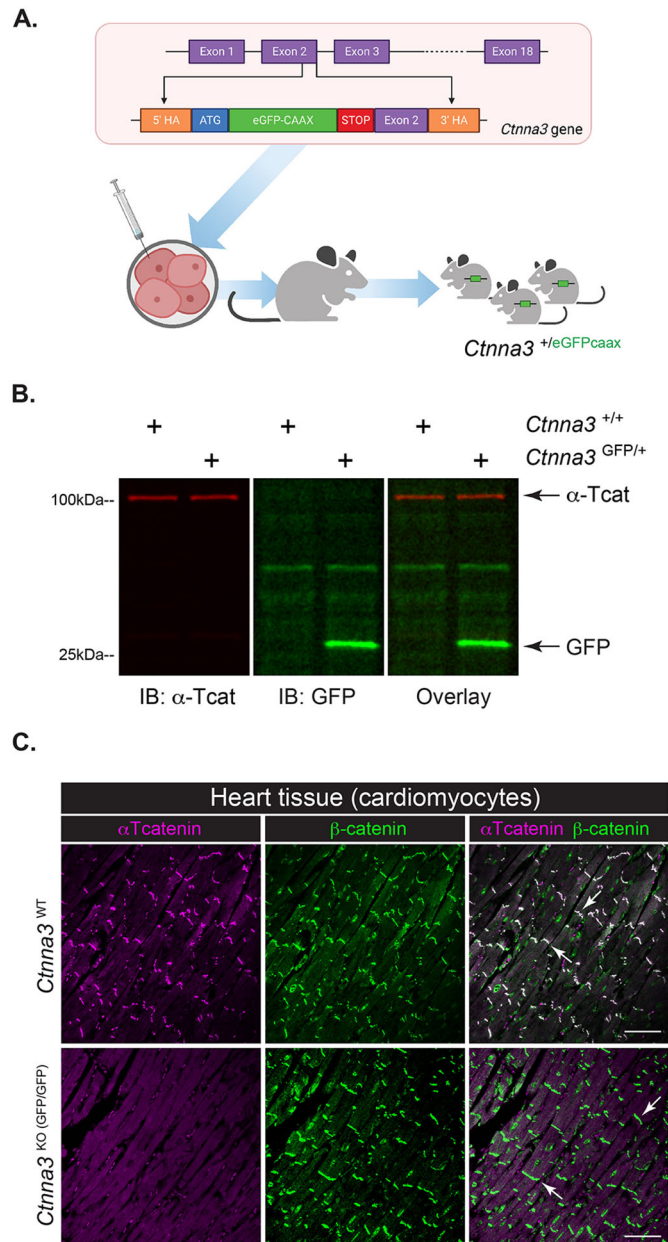 A.
Exon 1 Exon 2 Exon 3 Exon 18
5' HA ATG eGFP-CAAX STOP Exon 2 3' HA
Ctnna3 gene
Ctnna3 +/eGFPcaax
B.
+ + + Ctnna3 +/+
+ + + Ctnna3 GFP/+
100kDa-- α-Tcat
25kDa-- GFP
IB: α-Tcat IB: GFP Overlay
C.
Heart tissue (cardiomyocytes)
αTcatenin β-catenin αTcatenin β-catenin
Ctnna3 WT
Ctnna3 KO (GFP/GFP)